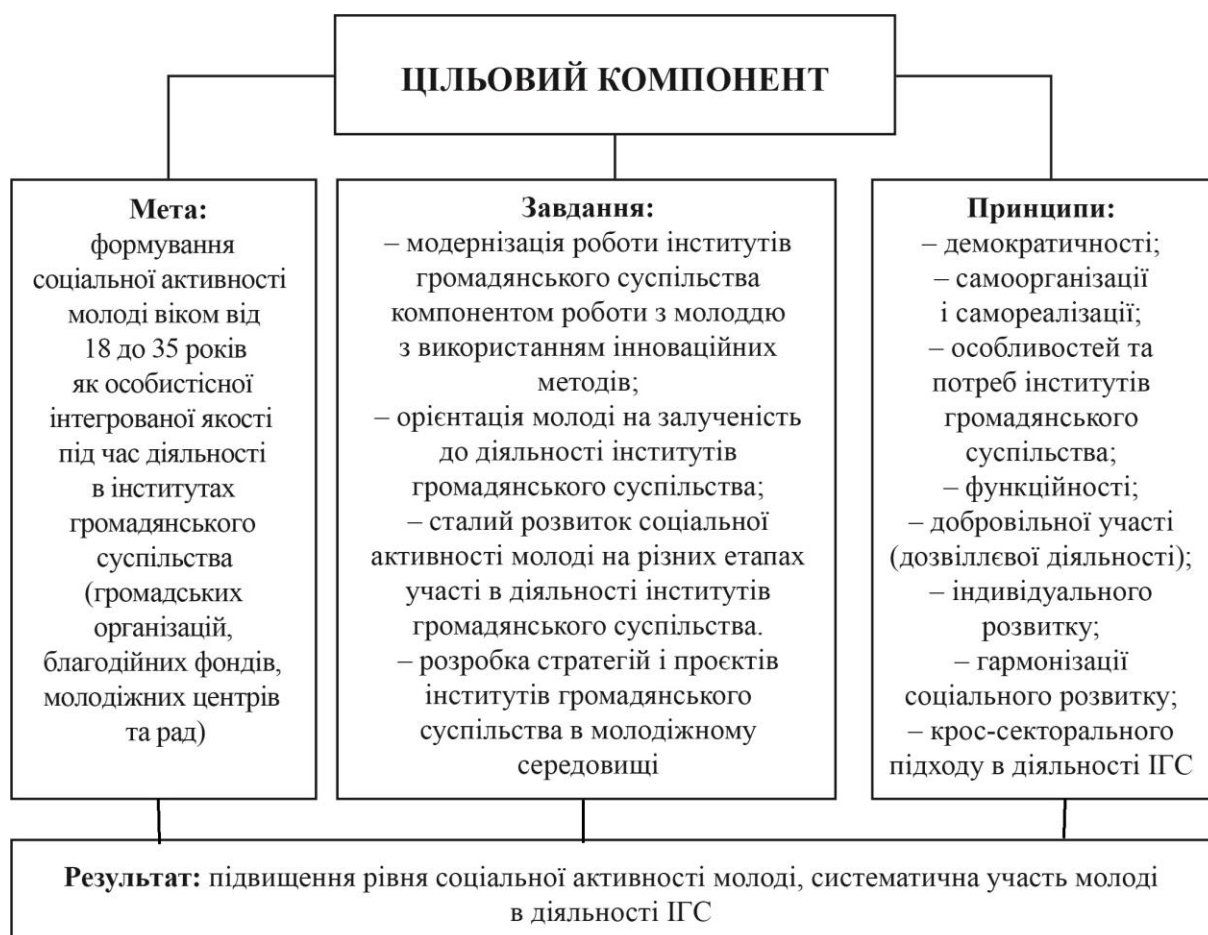 ЦІЛЬОВИЙ КОМПОНЕНТ
Мета:
формування
соціальної активності
молоді віком від
18 до 35 років
як особистісної
інтегрованої якості
під час діяльності
в інститутах
громадянського
суспільства
(громадських
організацій,
благодійних фондів,
молодіжних центрів
та рад)
Завдання:
– модернізація роботи інститутів
громадянського суспільства
компонентом роботи з молоддю
з використанням інноваційних
методів;
– орієнтація молоді на залученість
до діяльності інститутів
громадянського суспільства;
– сталий розвиток соціальної
активності молоді на різних етапах
участі в діяльності інститутів
громадянського суспільства.
– розробка стратегій і проєктів
інститутів громадянського
суспільства в молодіжному
середовищі
Принципи:
– демократичності;
– самоорганізації
і самореалізації;
– особливостей та
потреб інститутів
громадянського
суспільства;
– функційності;
– добровільної участі
(дозвіллєвої діяльності);
– індивідуального
розвитку;
– гармонізації
соціального розвитку;
– крос-секторального
підходу в діяльності ІГС
Результат: підвищення рівня соціальної активності молоді, систематична участь молоді
в діяльності ІГС